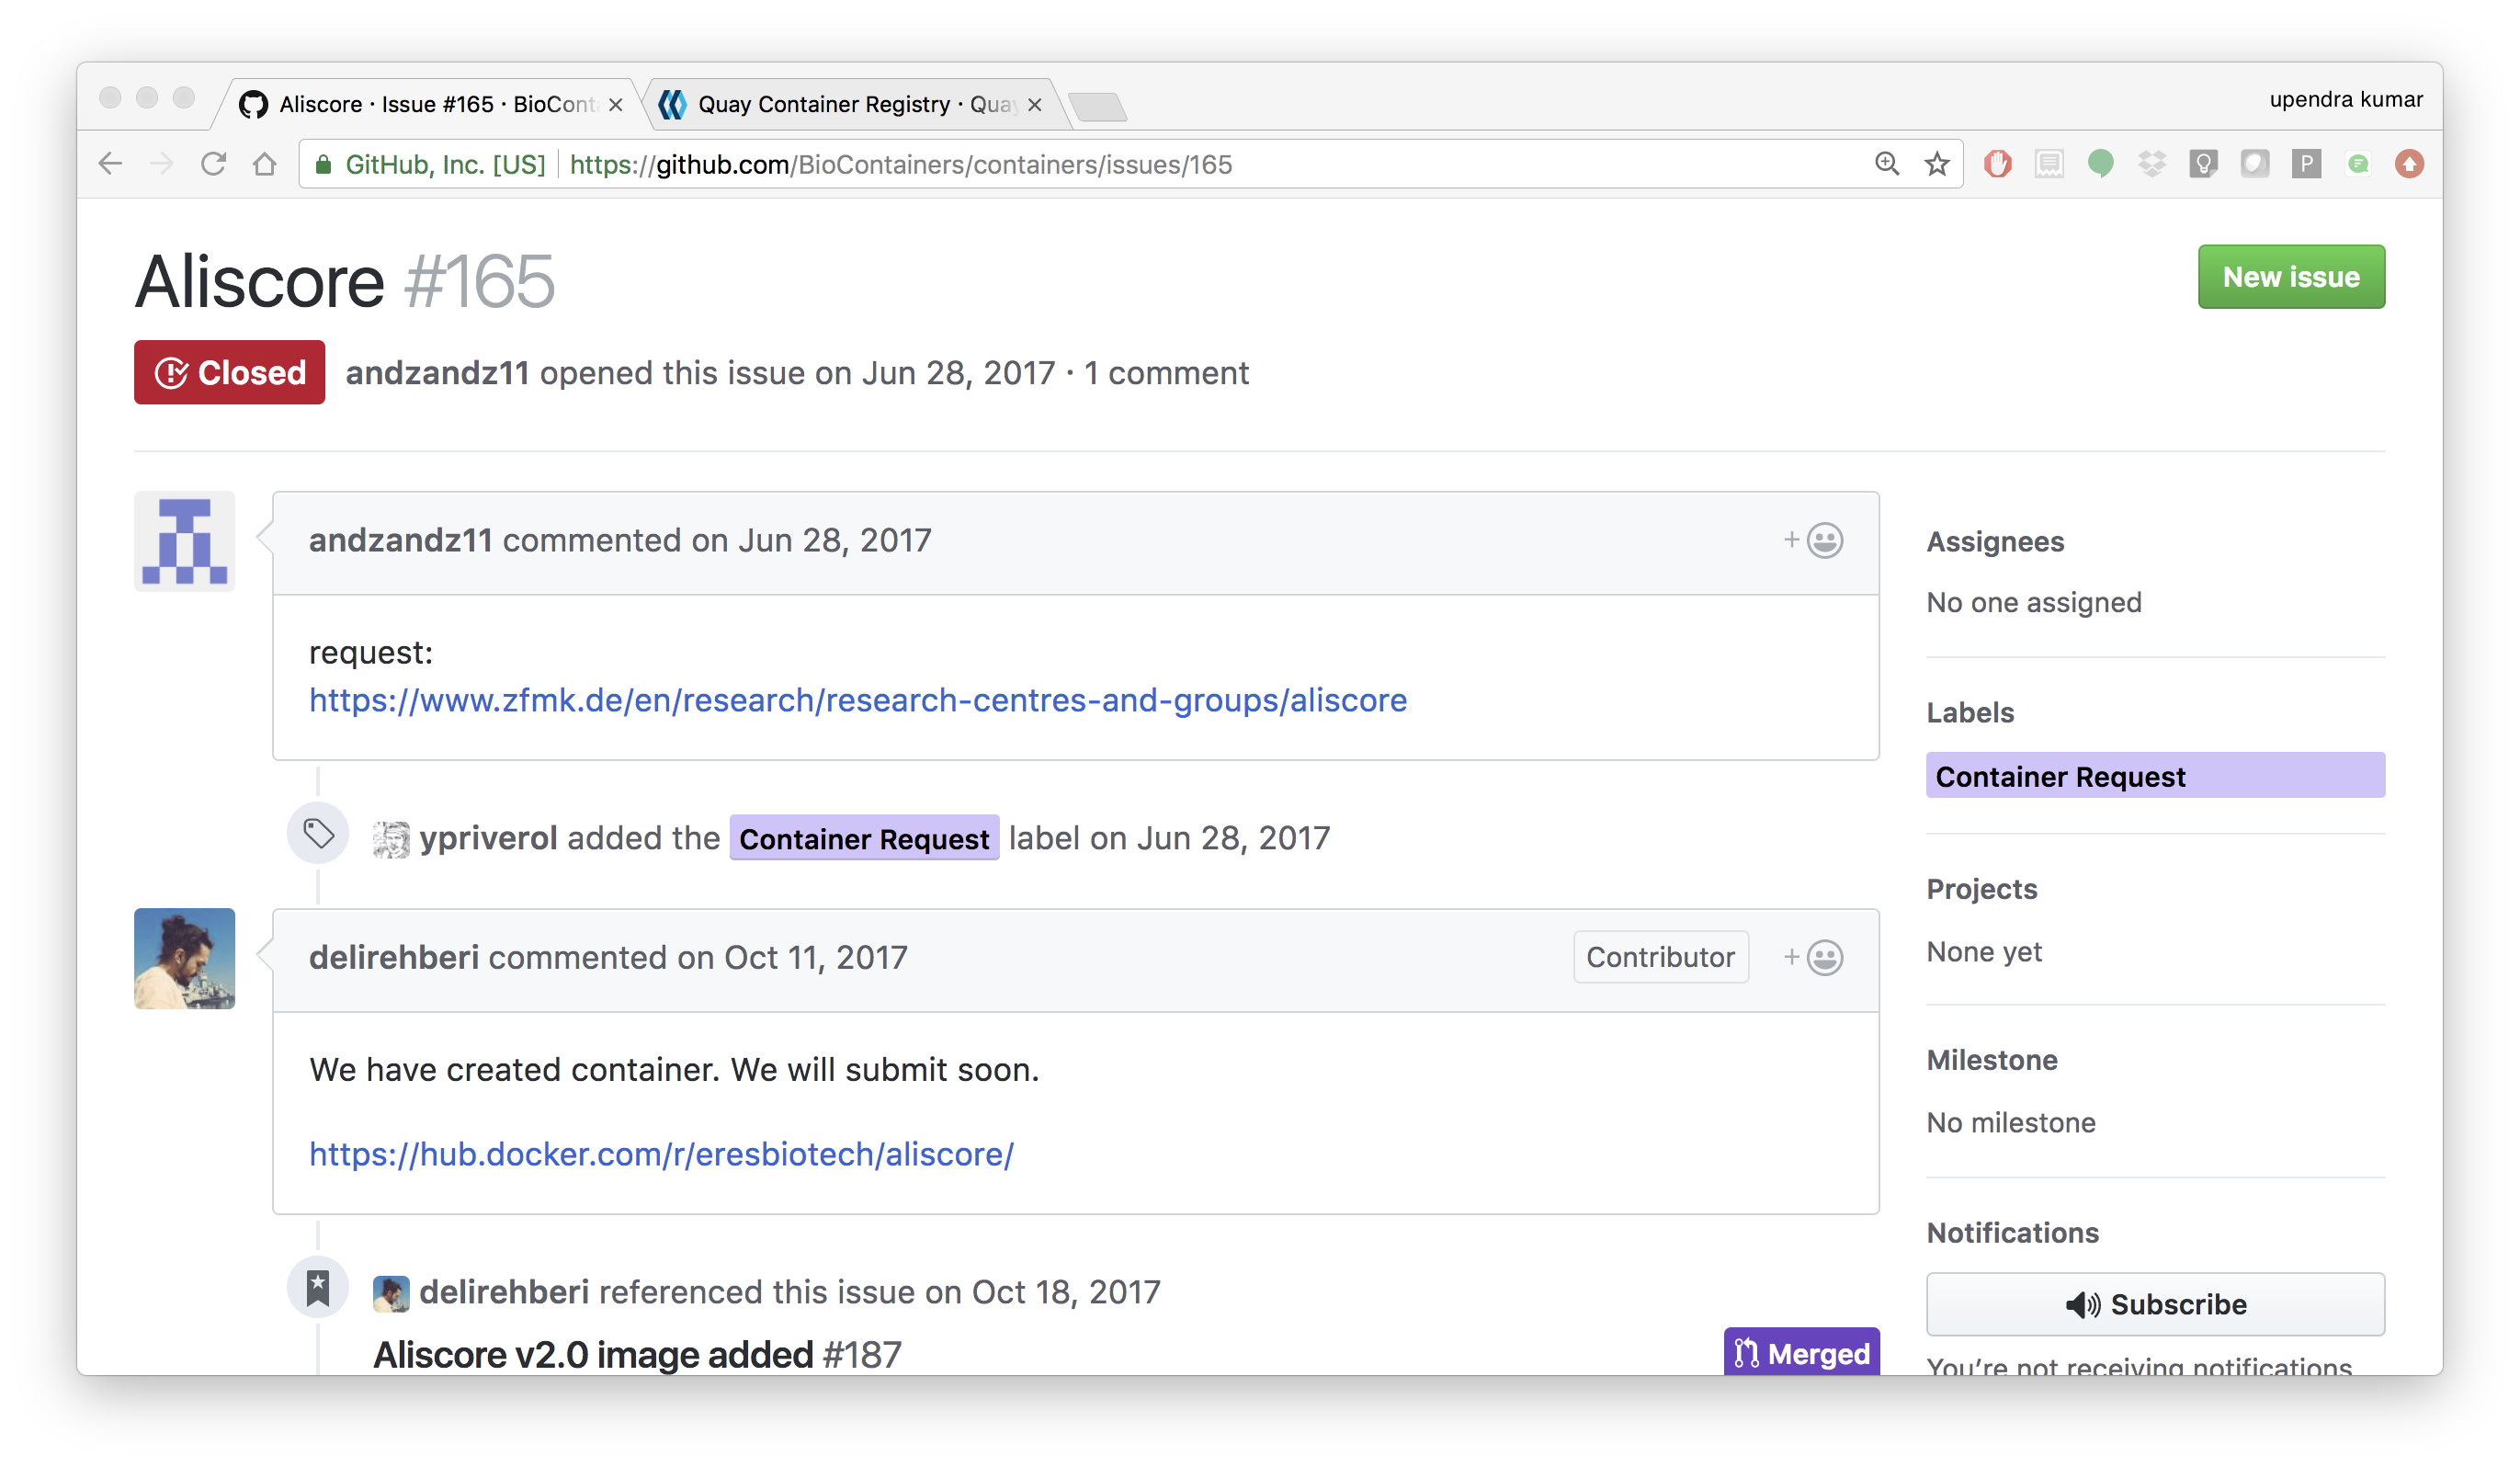 Aliscore · Issue #165 · BioCont
Quay Container Registry · Quay
upendra kumar
GitHub, Inc. [US] https://github.com/BioContainers/containers/issues/165
P
Aliscore #165
New issue
Closed andzandz11 opened this issue on Jun 28, 2017 · 1 comment
andzandz11 commented on Jun 28, 2017
request:
https://www.zfmk.de/en/research/research-centres-and-groups/aliscore
ypriverol added the Container Request label on Jun 28, 2017
delirehberi commented on Oct 11, 2017 Contributor
We have created container. We will submit soon.
https://hub.docker.com/r/eresbiotech/aliscore/
delirehberi referenced this issue on Oct 18, 2017
Aliscore v2.0 image added #187 Merged
Assignees
No one assigned
Labels
Container Request
Projects
None yet
Milestone
No milestone
Notifications
Subscribe
You’re not receiving notifications